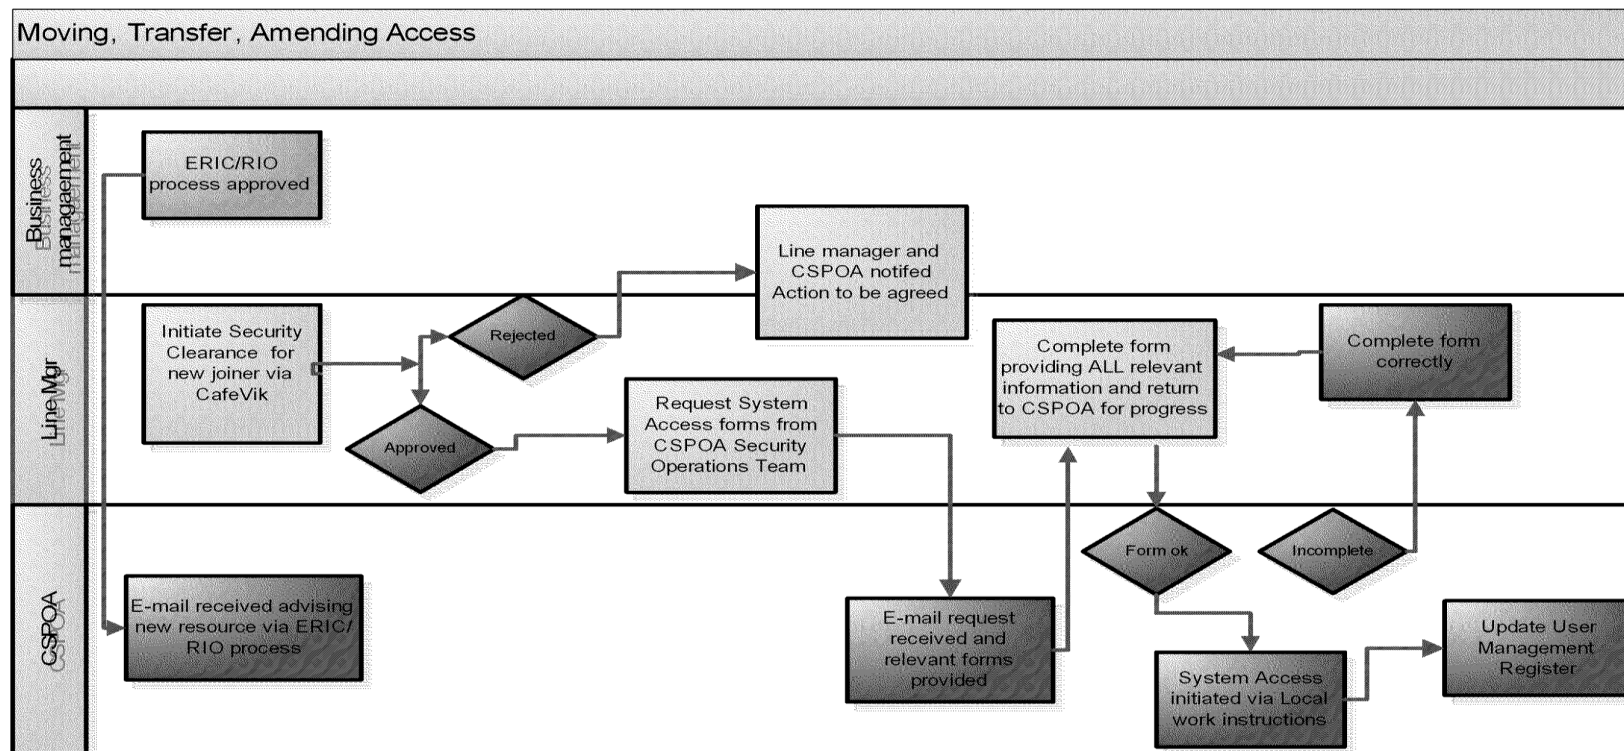 Moving, Transfer, Amending Access
Business
managaement
ERIC/RIO
process approved
Line manager and
CSPOA notifed
Action to be agreed
Line Mgr
Initiate Security
Clearance for
new joiner via
CafeVik
Rejected
Approved
Request System
Access forms from
CSPOA Security
Operations Team
Complete form
providing ALL relevant
information and return
to CSPOA for progress
Complete form
correctly
CSPOA
E-mail received advising
new resource via ERIC/
RIO process
E-mail request
received and
relevant forms
provided
Form ok
Incomplete
System Access
initiated via Local
work instructions
Update User
Management
Register